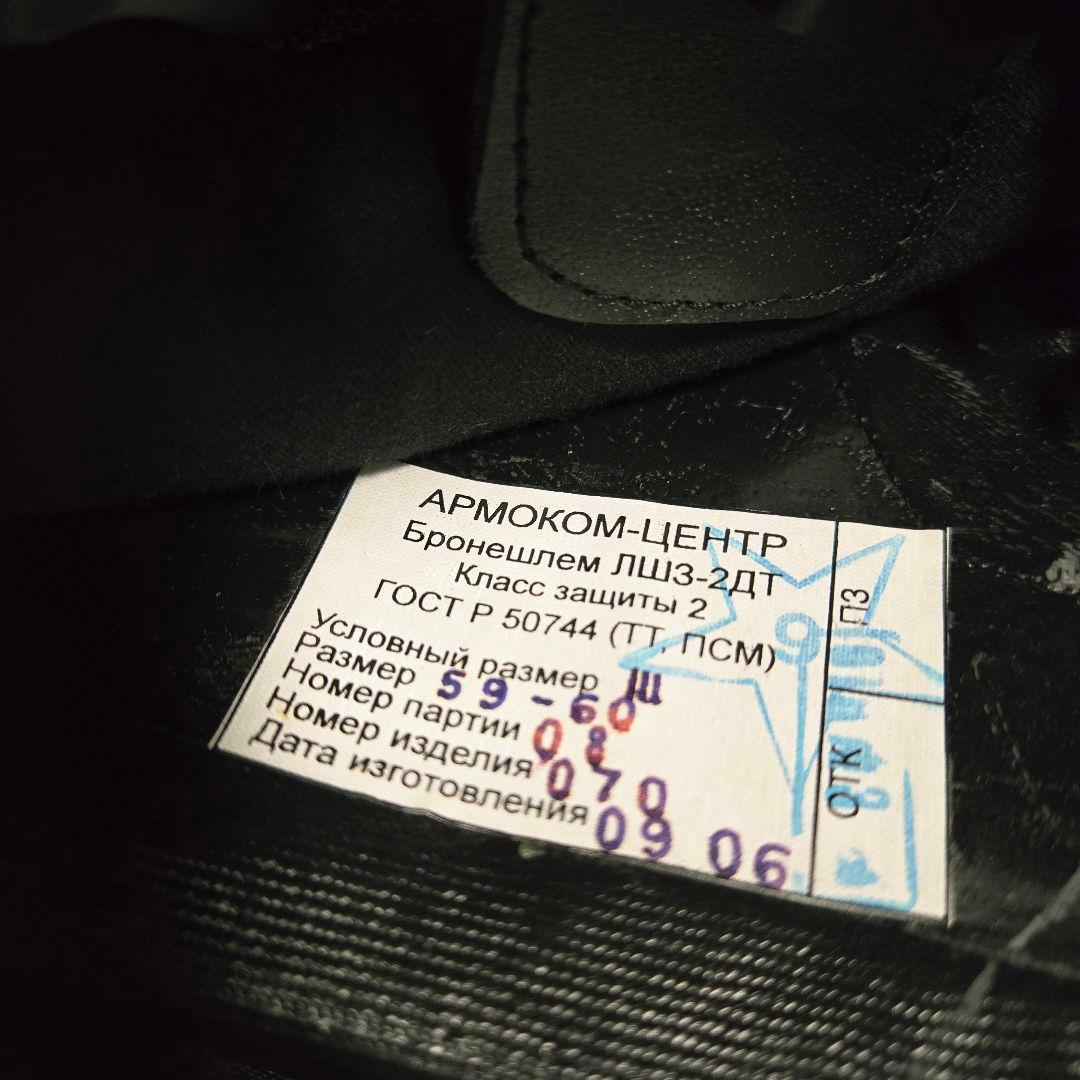 АРМОКОМ-ЦЕНТР
Бронешлем ЛШЗ-2ДТ
Класс защиты 2
ГОСТ Р 50744 (ТТ, ПСМ)
Условный размер Ш
Размер 59-60
Номер партии 08
Номер изделия 070
Дата изготовления 09 06
ПЗ
ОТК
9